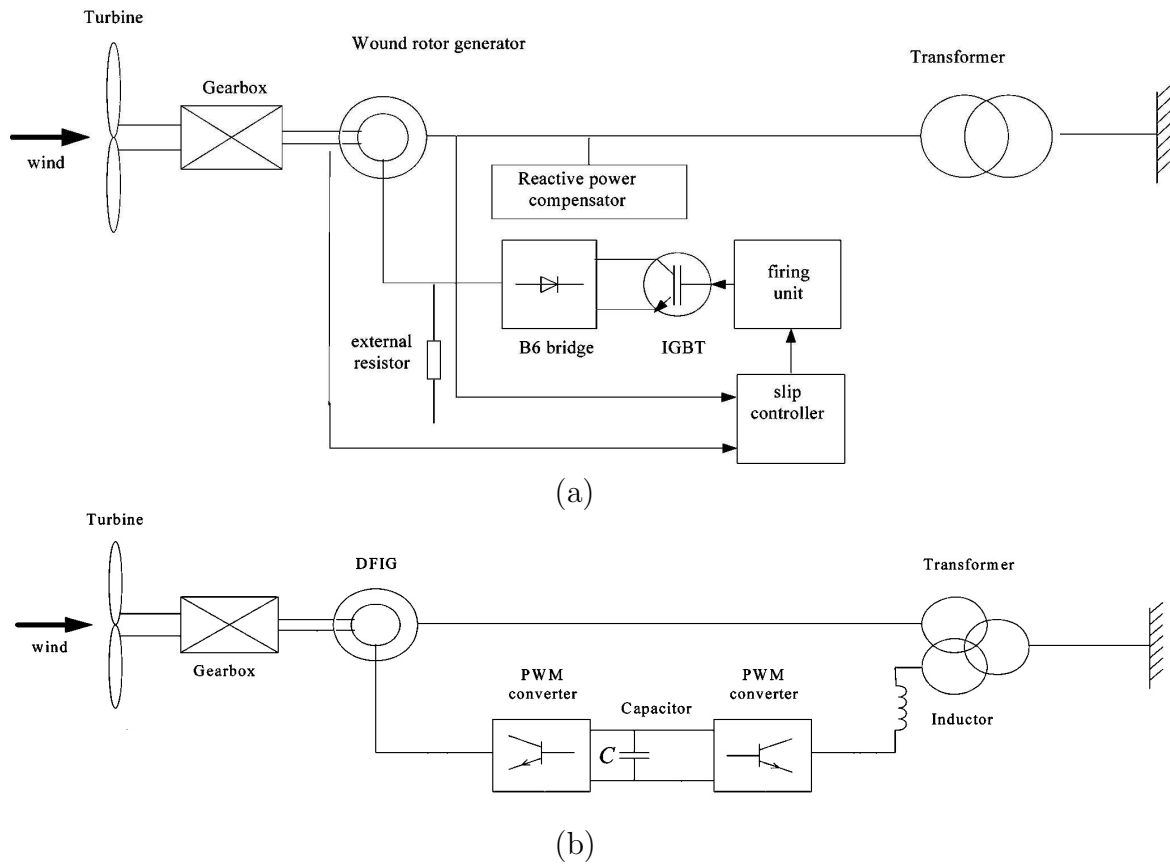 Turbine
Wound rotor generator
Transformer
Gearbox
wind
Reactive power
compensator
firing
unit
external
resistor
B6 bridge
IGBT
slip
controller
(a)
Turbine
DFIG
Transformer
wind
Gearbox
PWM
converter
Capacitor
PWM
converter
Inductor
C
(b)